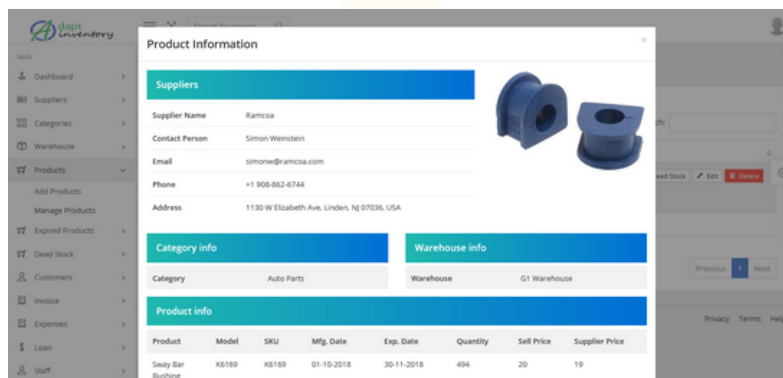 Adapt
inventory
Dashboard
Suppliers
Categories
Warehouse
Products
Add Products
Manage Products
Expired Products
Dead Stock
Customers
Invoice
Expenses
Loan
Staff
Product Information ×
Suppliers
Supplier Name Ramcoa
Contact Person Simon Weinstein
Email simonw@ramcoa.com
Phone +1 908-862-6744
Address 1130 W Elizabeth Ave, Linden, NJ 07036, USA
Category info Warehouse info
Category Auto Parts Warehouse G1 Warehouse
Product info
Product Model SKU Mfg. Date Exp. Date Quantity Sell Price Supplier Price
Sway Bar K6169 K6169 01-10-2018 30-11-2018 494 20 19
Bushing
Stock Edit Delete
Previous 1 Next
Privacy Terms